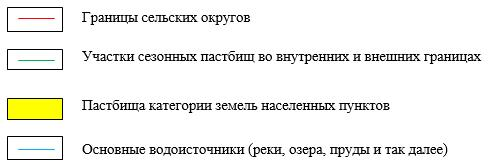 Границы сельских округов
Участки сезонных пастбищ во внутренних и внешних границах
Пастбища категории земель населенных пунктов
Основные водоисточники (реки, озера, пруды и так далее)